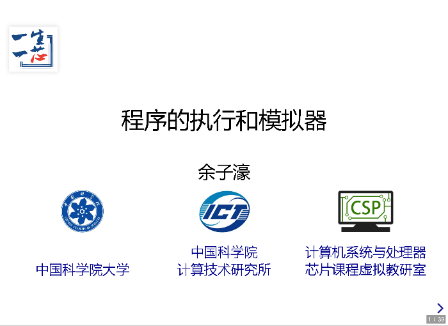 一生
一芯
程序的执行和模拟器
余子濠
ICT
CSP
中国科学院大学
中国科学院
计算技术研究所
计算机系统与处理器
芯片课程虚拟教研室